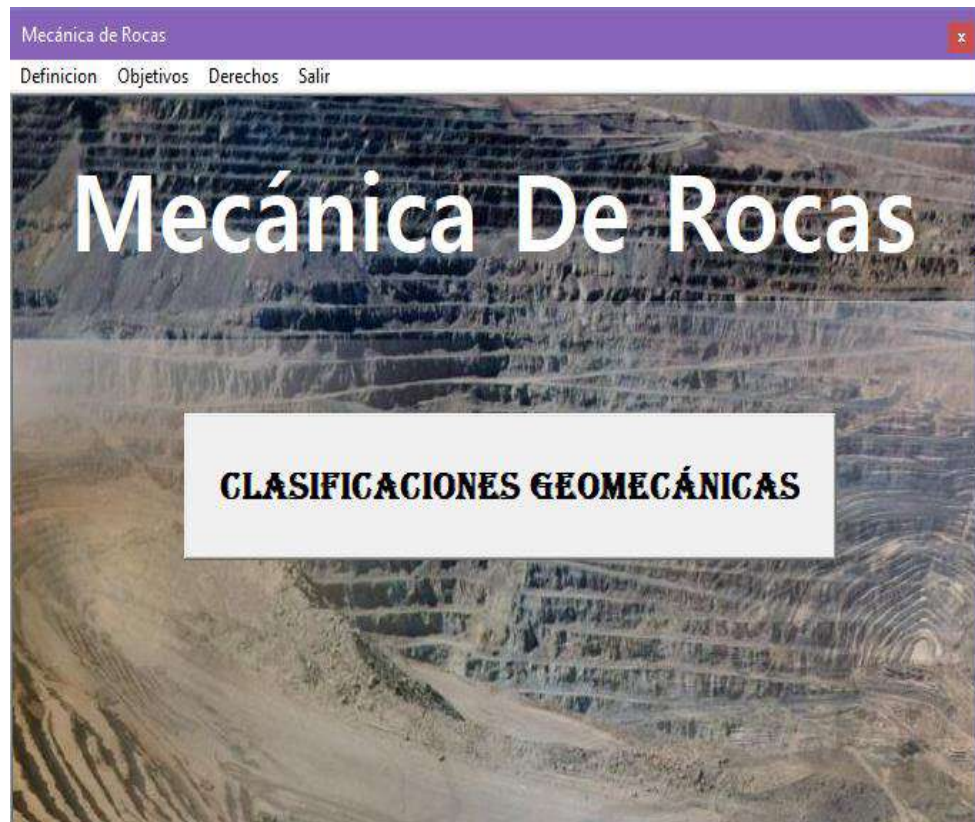 Mecánica de Rocas
x
Definicion Objetivos Derechos Salir
Mecánica De Rocas
CLASIFICACIONES GEOMECÁNICAS